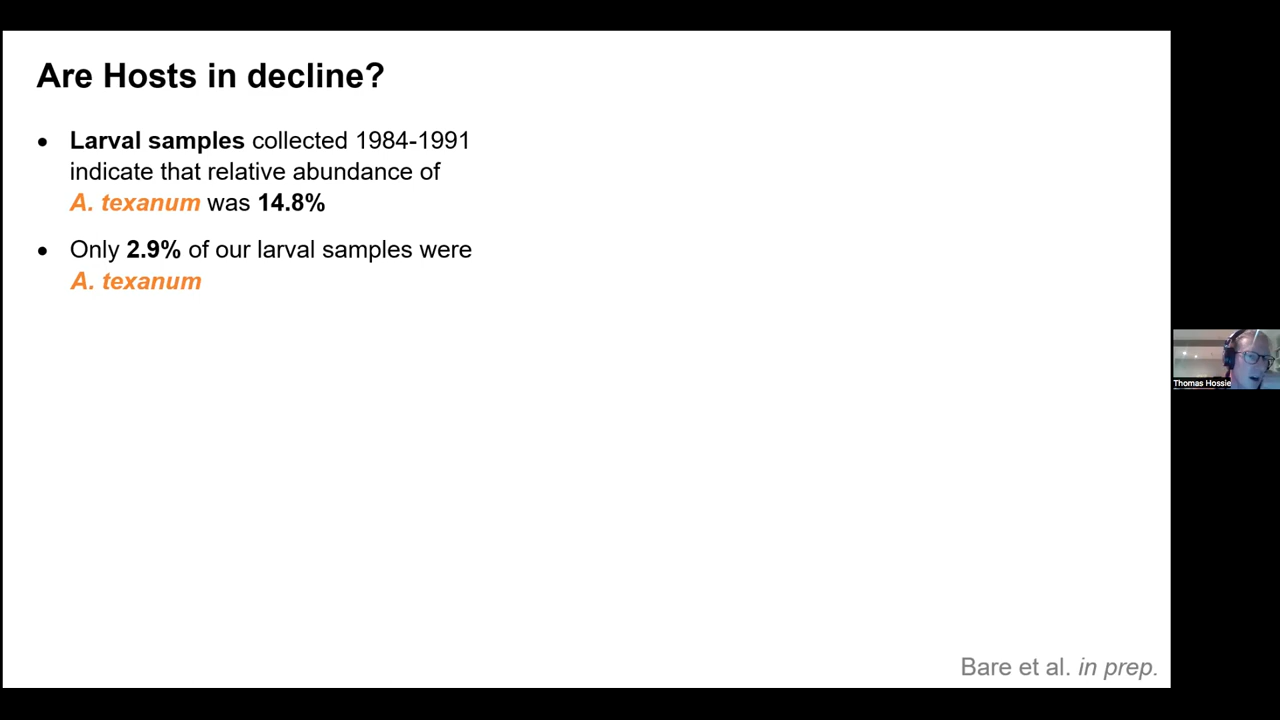 Are Hosts in decline?
• Larval samples collected 1984-1991
indicate that relative abundance of
A. texanum was 14.8%
• Only 2.9% of our larval samples were
A. texanum
Thomas Hossie
Bare et al. in prep.